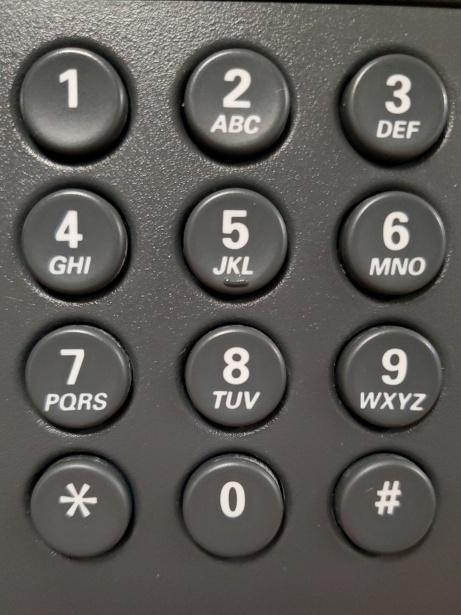 1 2 3
ABC DEF
4 5 6
GHI JKL MNO
7 8 9
PQRS TUV WXYZ
* 0 #